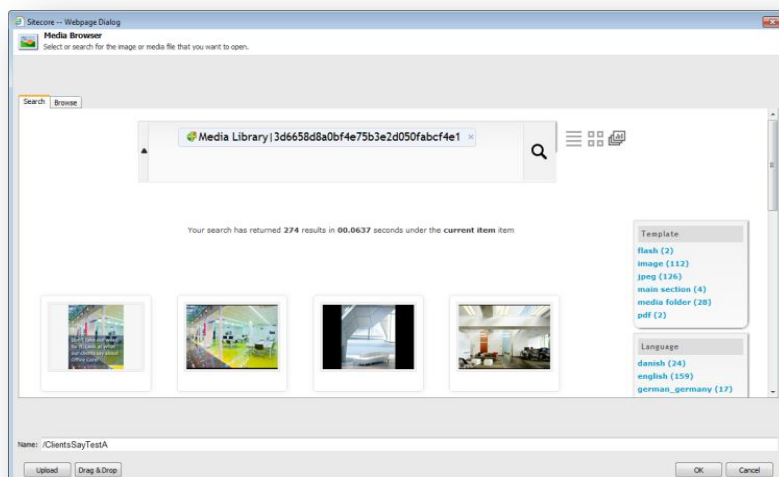 Sitecore -- Webpage Dialog
Media Browser
Select or search for the image or media file that you want to open.
Search
Browse
Media Library|3d6658d8a0bf4e75b3e2d050fabcf4e1 ×
Your search has returned 274 results in 00.0637 seconds under the current item item
Template
flash (2)
image (112)
jpeg (126)
main section (4)
media folder (28)
pdf (2)
Language
danish (24)
english (159)
german_germany (17)
Name: /ClientsSayTestA
Upload
Drag & Drop
OK
Cancel